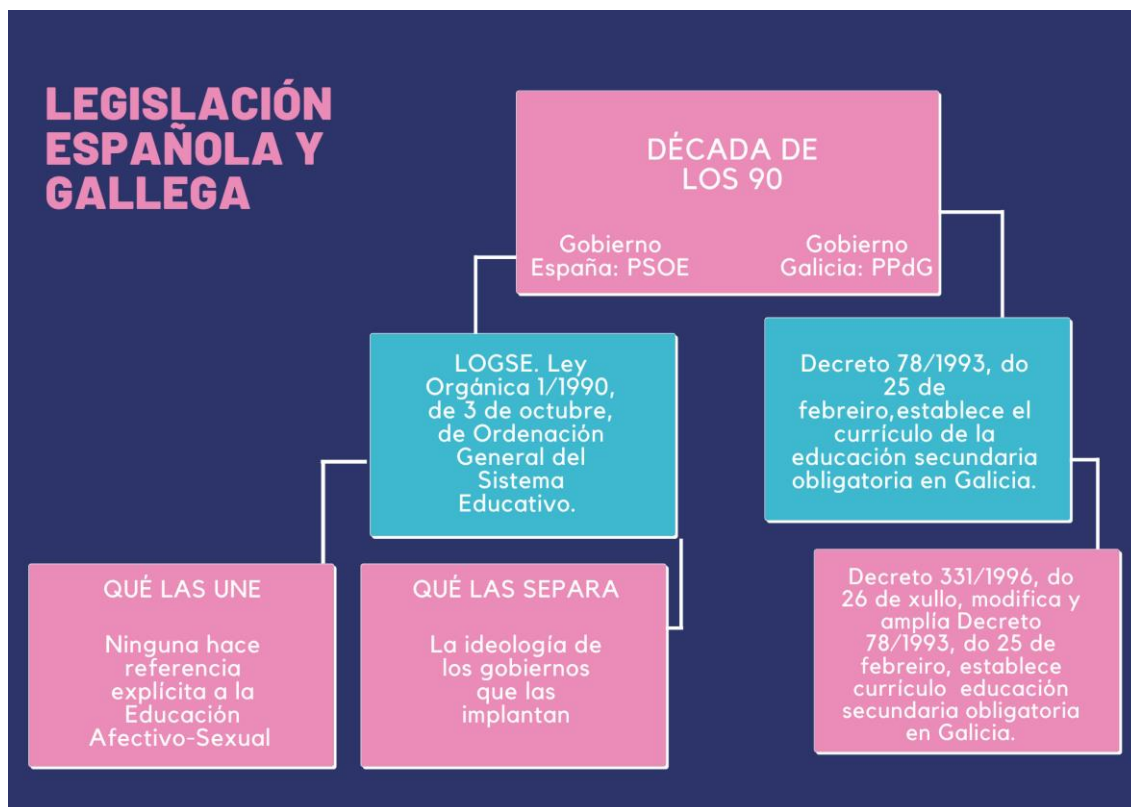 LEGISLACIÓN
ESPAÑOLA Y
GALLEGA
DÉCADA DE
LOS 90
Gobierno
España: PSOE
Gobierno
Galicia: PPdG
LOGSE. Ley
Orgánica 1/1990,
de 3 de octubre,
de Ordenación
General del
Sistema
Educativo.
Decreto 78/1993, do
25 de
febreiro,establece el
currículo de la
educación secundaria
obligatoria en Galicia.
QUÉ LAS UNE
Ninguna hace
referencia
explícita a la
Educación
Afectivo-Sexual
QUÉ LAS SEPARA
La ideología de
los gobiernos
que las
implantan
Decreto 331/1996, do
26 de xullo, modifica y
amplía Decreto
78/1993, do 25 de
febreiro, establece
currículo educación
secundaria obligatoria
en Galicia.